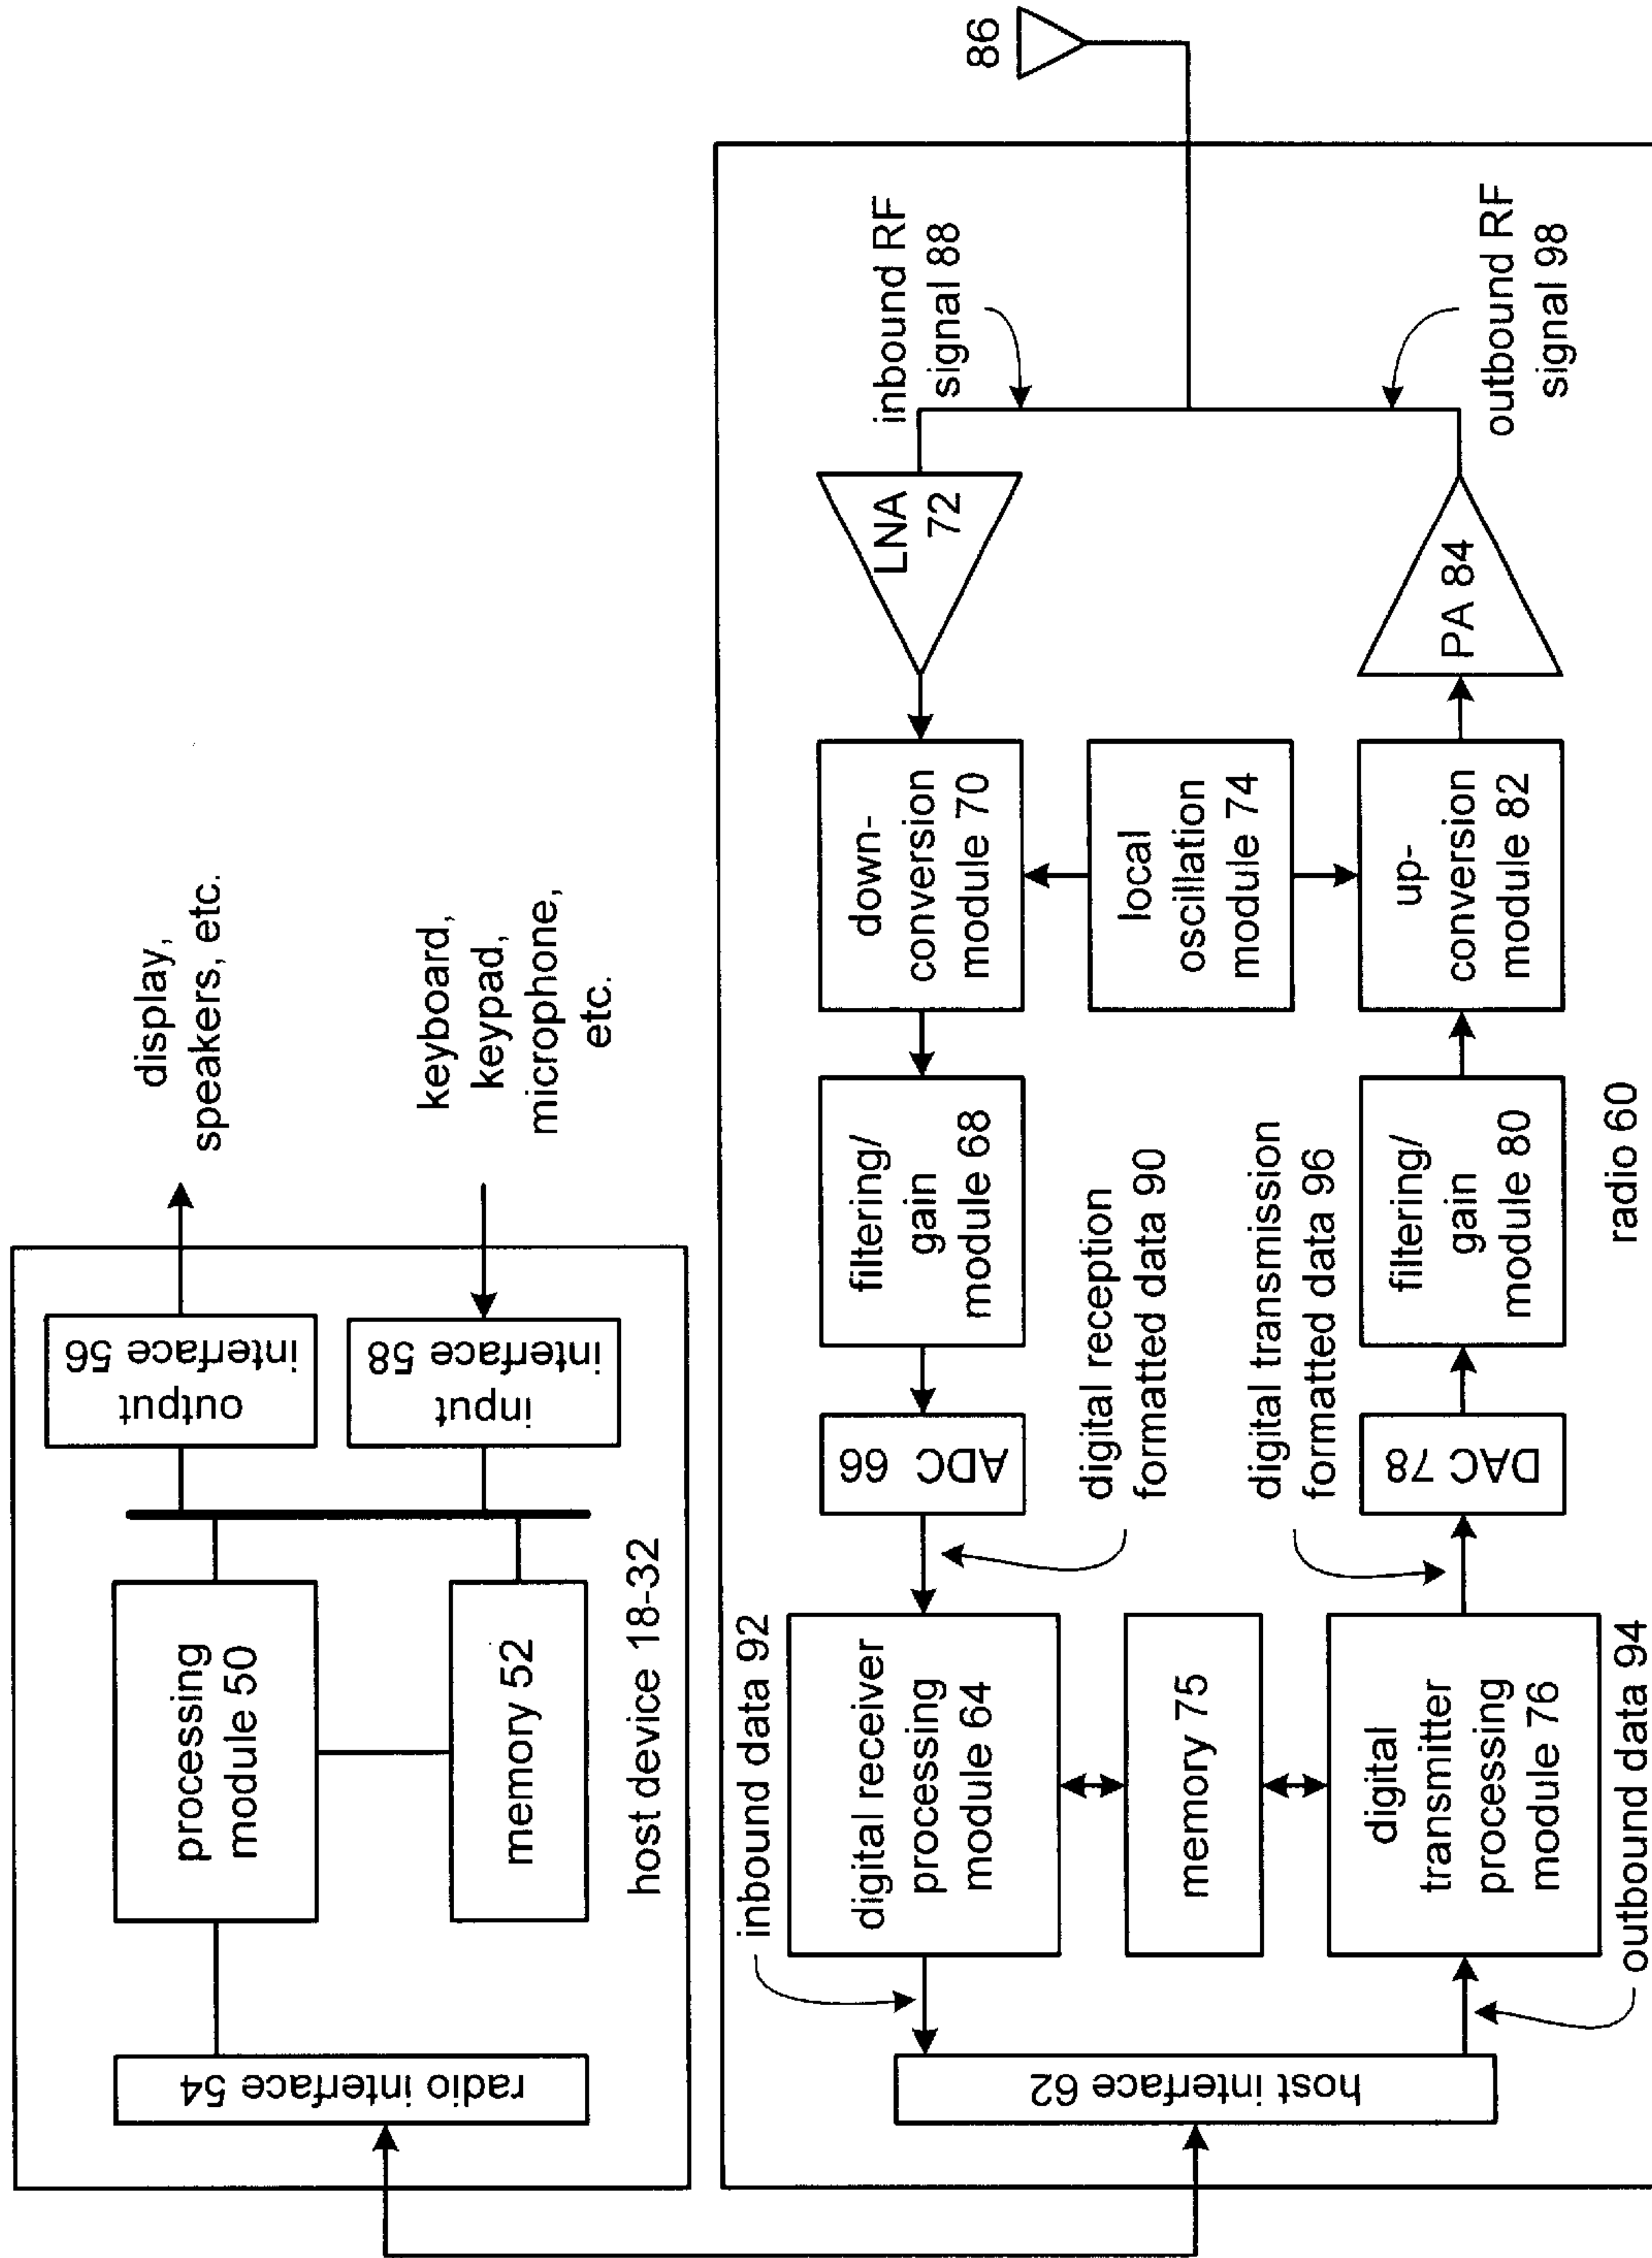 radio interface 54
processing
module 50
memory 52
output
interface 56
input
interface 58
display,
speakers, etc.
keyboard,
keypad,
microphone,
etc.
host device 18-32
host interface 62
inbound data 92
digital receiver
processing
module 64
memory 75
digital
transmitter
processing
module 76
outbound data 94
ADC 66
digital reception
formatted data 90
digital transmission
formatted data 96
DAC 78
filtering/
gain
module 68
filtering/
gain
module 80
down-
conversion
module 70
local
oscillation
module 74
up-
conversion
module 82
LNA
72
PA 84
inbound RF
signal 88
outbound RF
signal 98
86
radio 60